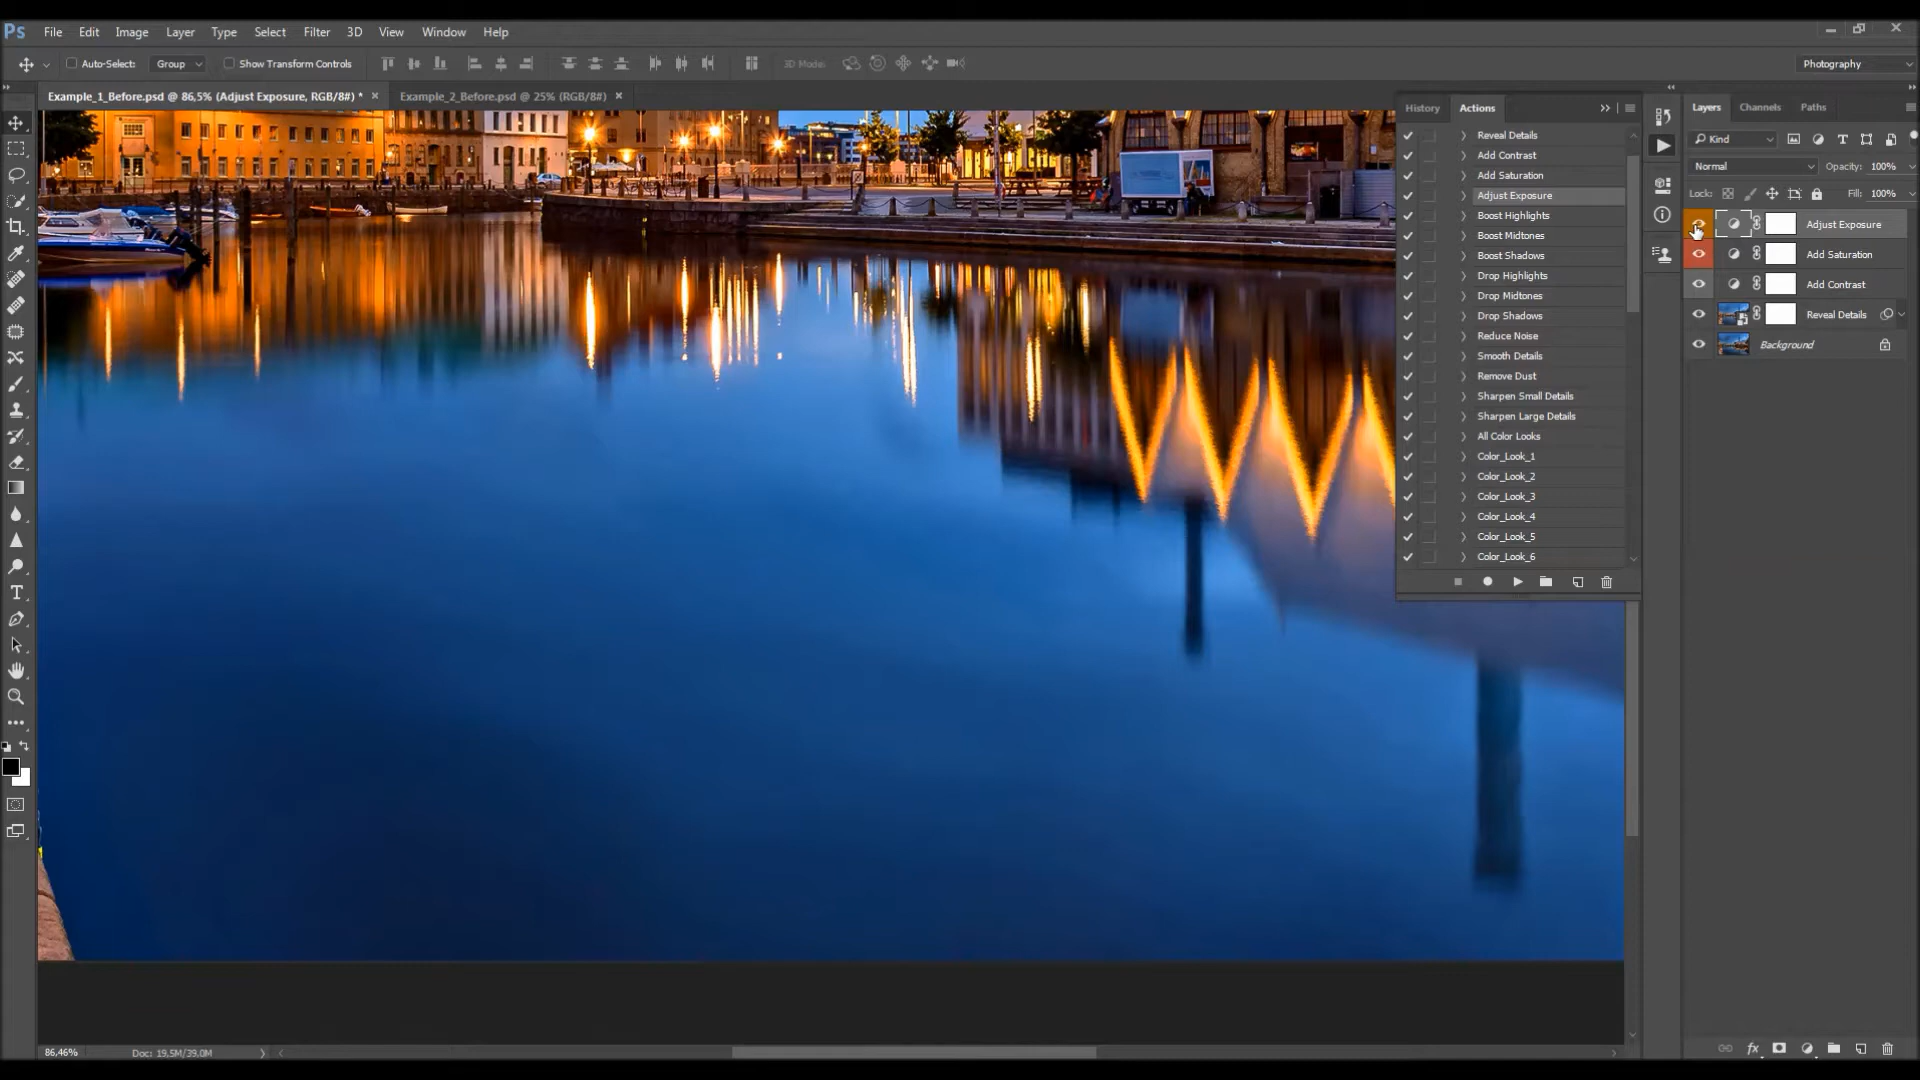 Ps File Edit Image Layer Type Select Filter 3D View Window Help
Auto-Select: Group Show Transform Controls 3D Mode: Photography
Example_1_Before.psd @ 86,5% (Adjust Exposure, RGB/8#) * × Example_2_Before.psd @ 25% (RGB/8#) ×
History Actions
Reveal Details
Add Contrast
Add Saturation
Adjust Exposure
Boost Highlights
Boost Midtones
Boost Shadows
Drop Highlights
Drop Midtones
Drop Shadows
Reduce Noise
Smooth Details
Remove Dust
Sharpen Small Details
Sharpen Large Details
All Color Looks
Color_Look_1
Color_Look_2
Color_Look_3
Color_Look_4
Color_Look_5
Color_Look_6
Layers Channels Paths
Kind
Normal Opacity: 100%
Lock: Fill: 100%
Adjust Exposure
Add Saturation
Add Contrast
Reveal Details
Background
fx
86,46% Doc: 19,5M/39,0M